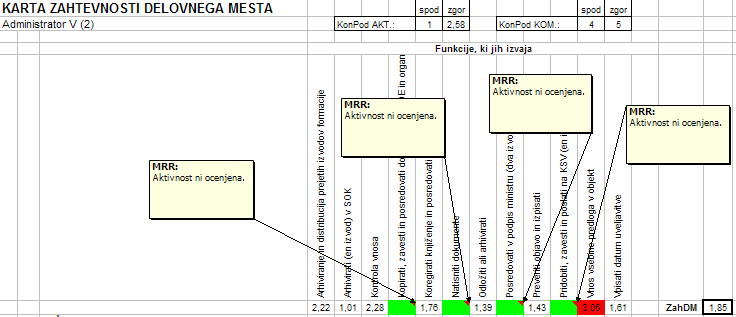 KARTA ZAHTEVNOSTI DELOVNEGA MESTA
spod zgor spod zgor
Administrator V (2)
KonPod AKT.: 1 2,58 KonPod KOM.: 4 5
Funkcije, ki jih izvaja
MRR:
Aktivnost ni ocenjena.
MRR:
Aktivnost ni ocenjena.
MRR:
Aktivnost ni ocenjena.
MRR:
Aktivnost ni ocenjena.
Arhiviranje in distribucija prejetih izvodov formacije
Arhivirati (en izvod) v SOK
Kontrola vnosa
Kopirati, zavesti in posredovati
E in organ
Koregirati knjiženje in posredovati
Natisniti dokumente
Odložiti ali arhivirati
Posredovati v podpis ministru (dva
Preveriti objavo in izpisati
Pridobiti, zavesti in poslati na KSV (en
Vnos vsebine predloga v objekt
Vpisati datum uveljavitve
2,22 1,01 2,28 1,76 1,39 1,43 3,06 1,61 ZahDM 1,85